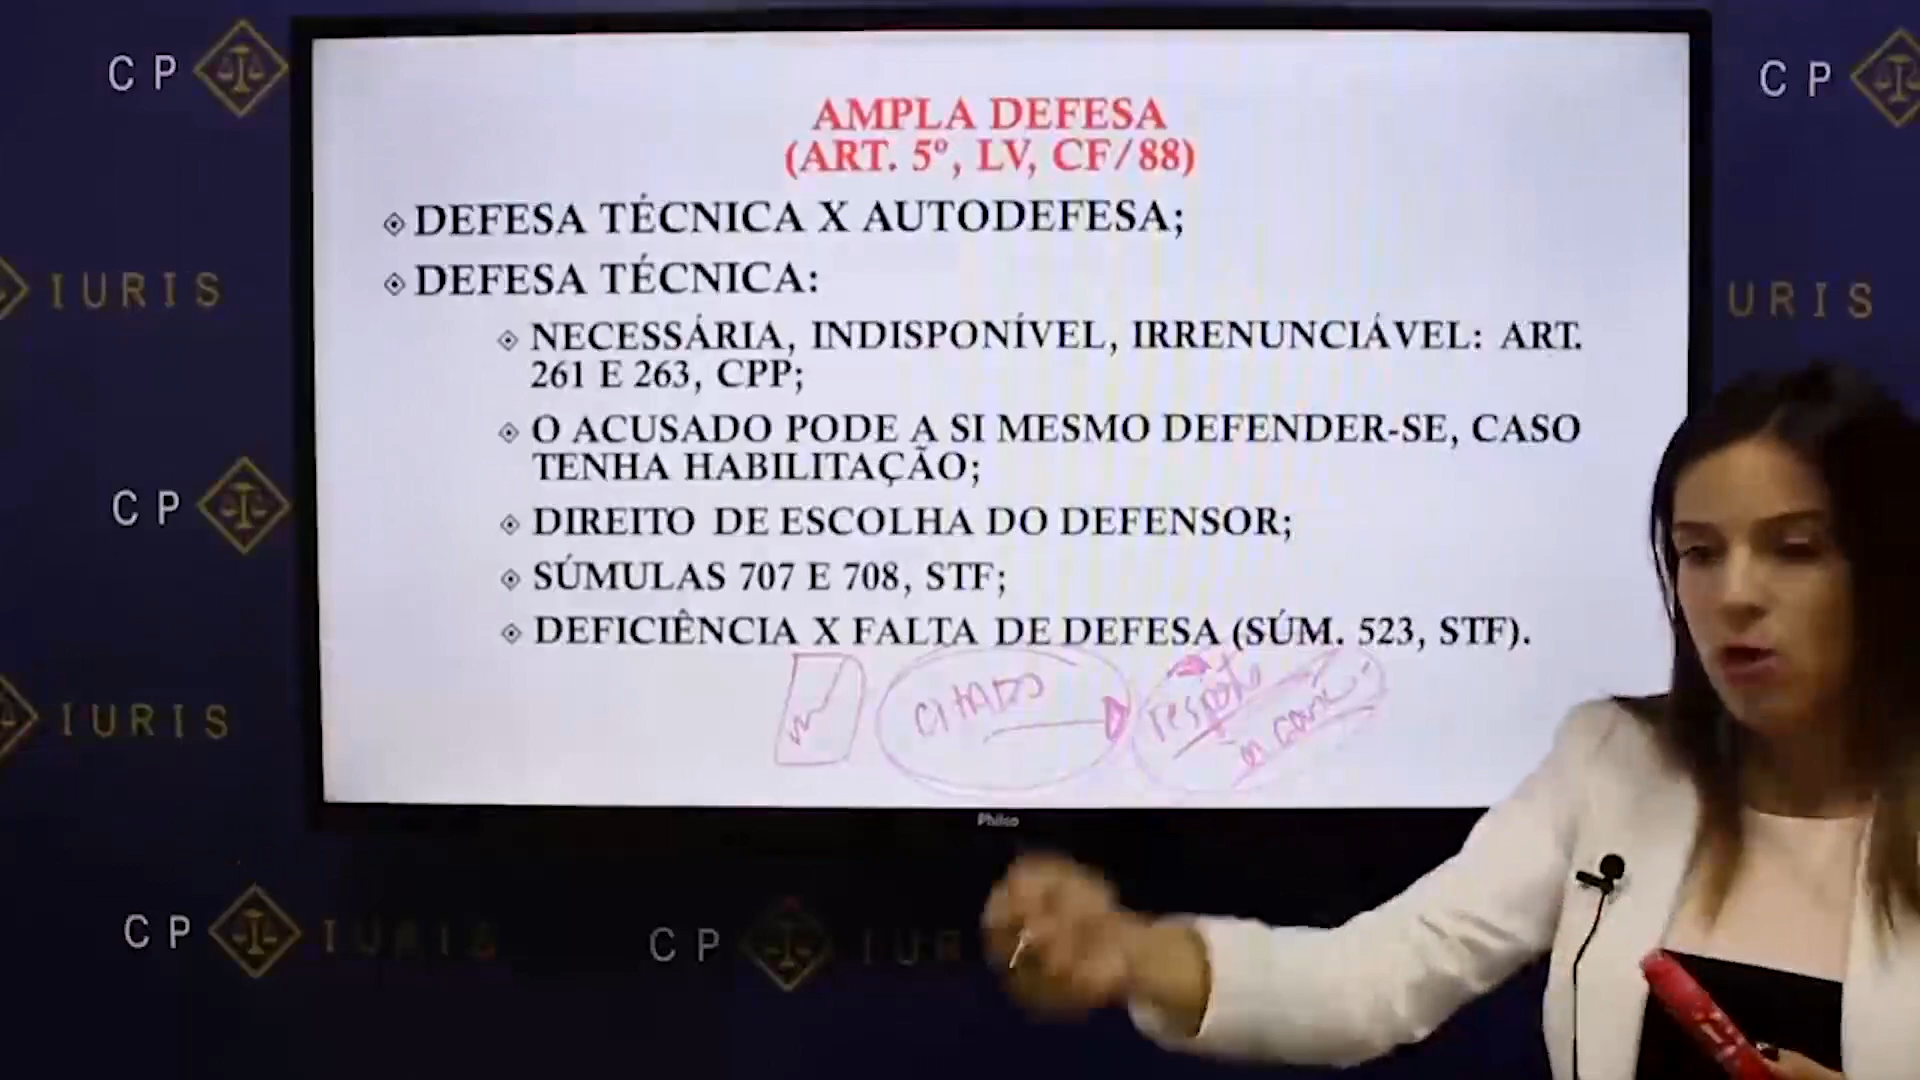 CP
CP
AMPLA DEFESA
(ART. 5º, LV, CF/88)
DEFESA TÉCNICA X AUTODEFESA;
DEFESA TÉCNICA:
NECESSÁRIA, INDISPONÍVEL, IRRENUNCIÁVEL: ART.
261 E 263, CPP;
O ACUSADO PODE A SI MESMO DEFENDER-SE, CASO
TENHA HABILITAÇÃO;
DIREITO DE ESCOLHA DO DEFENSOR;
SÚMULAS 707 E 708, STF;
DEFICIÊNCIA X FALTA DE DEFESA (SÚM. 523, STF).
CITADO
IURIS
URIS
CP
IURIS
Philco
CP IURIS
CP IUR